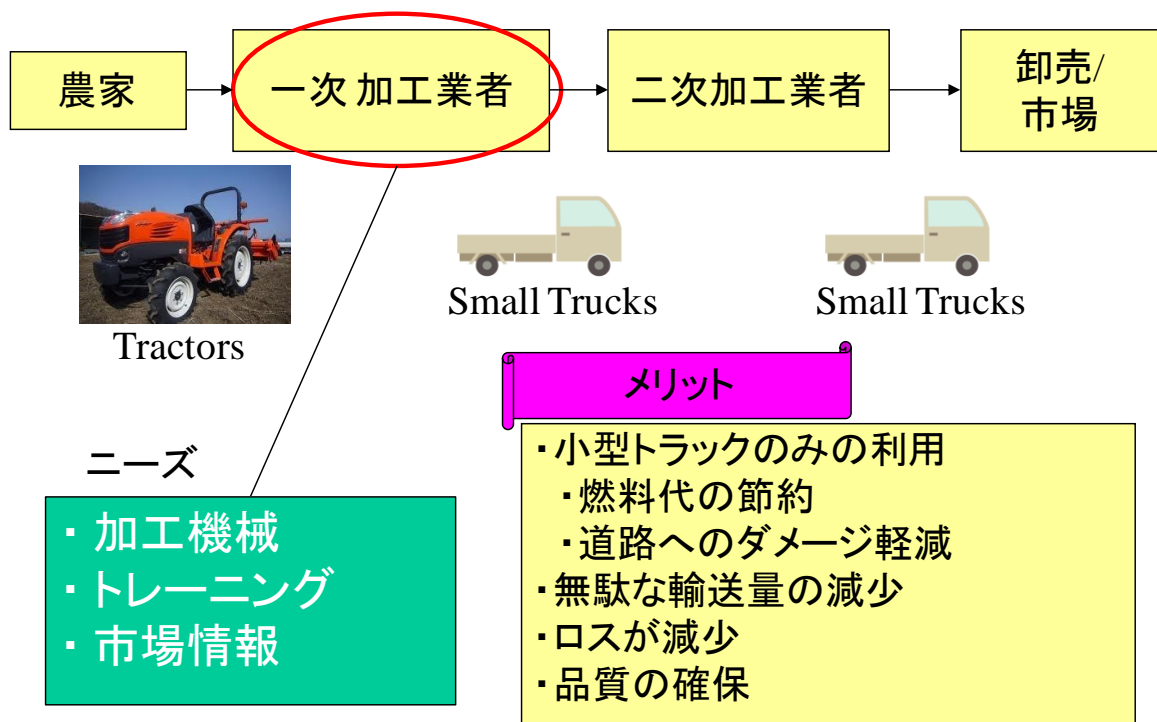 農家
一次 加工業者
二次加工業者
卸売/
市場
Tractors
Small Trucks
Small Trucks
メリット
ニーズ
・加工機械
・トレーニング
・市場情報
・小型トラックのみの利用
・燃料代の節約
・道路へのダメージ軽減
・無駄な輸送量の減少
・ロスが減少
・品質の確保